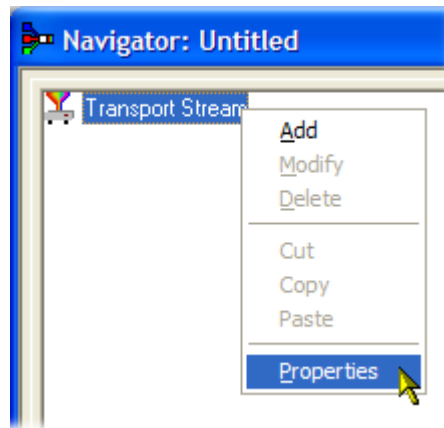 Navigator: Untitled
Transport Stream
Add
Modify
Delete
Cut
Copy
Paste
Properties